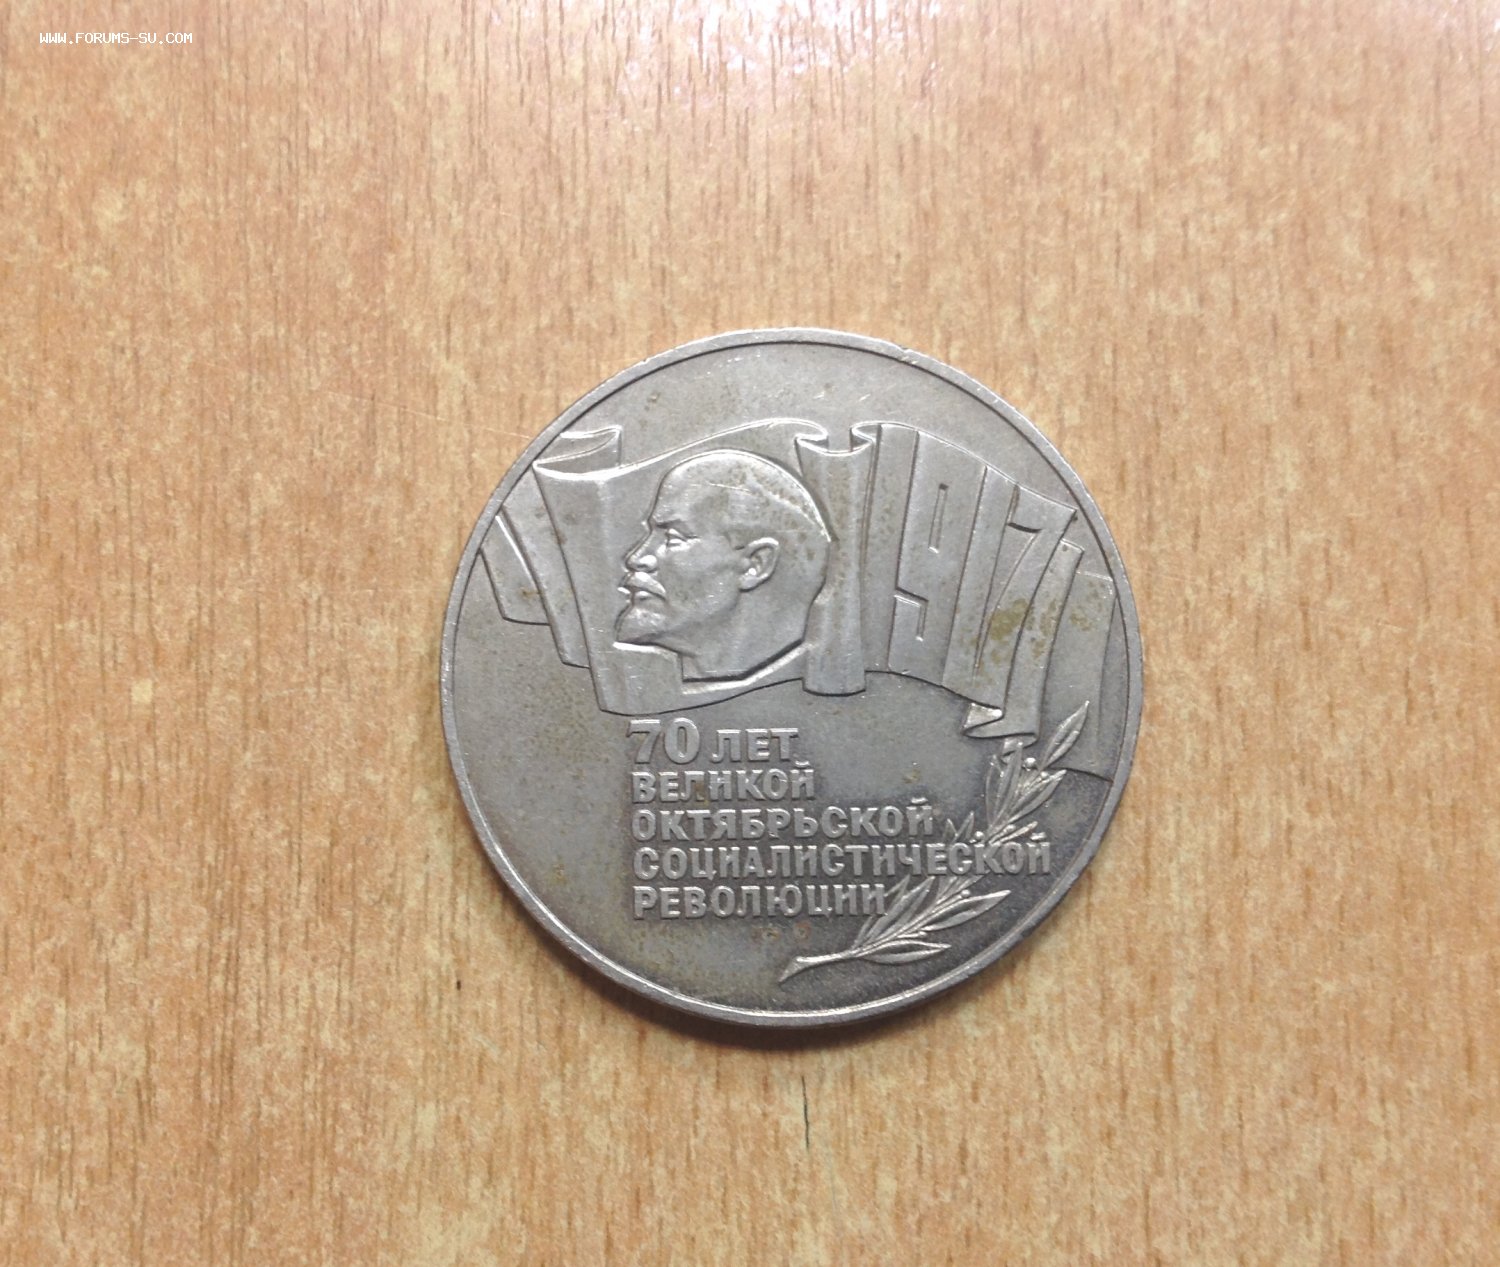 WWW.FORUMS-SU.COM
1917
70 ЛЕТ
ВЕЛИКОЙ
ОКТЯБРЬСКОЙ
СОЦИАЛИСТИЧЕСКОЙ
РЕВОЛЮЦИИ